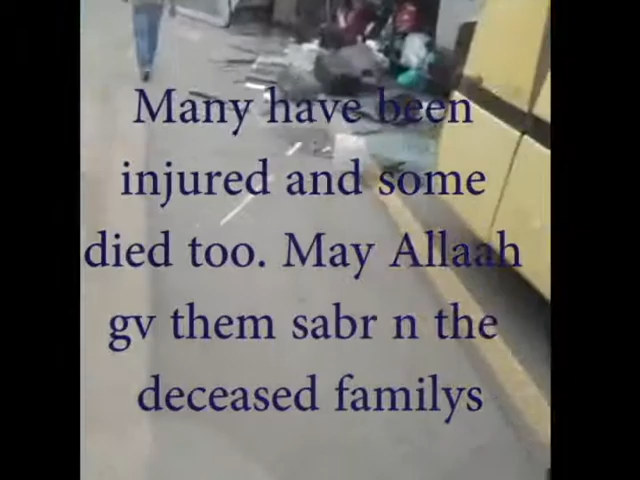 Many have been
injured and some
died too. May Allaah
gv them sabr n the
deceased familys